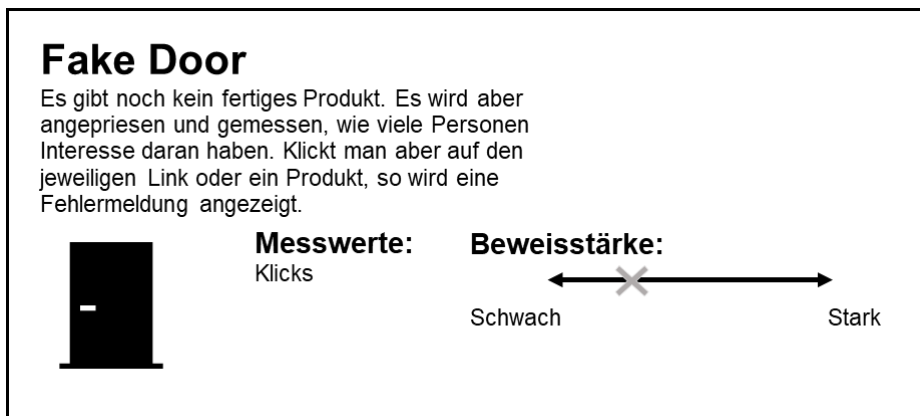 Fake Door
Es gibt noch kein fertiges Produkt. Es wird aber
angepriesen und gemessen, wie viele Personen
Interesse daran haben. Klickt man aber auf den
jeweiligen Link oder ein Produkt, so wird eine
Fehlermeldung angezeigt.
Messwerte:
Klicks
Beweisstärke:
Schwach
Stark